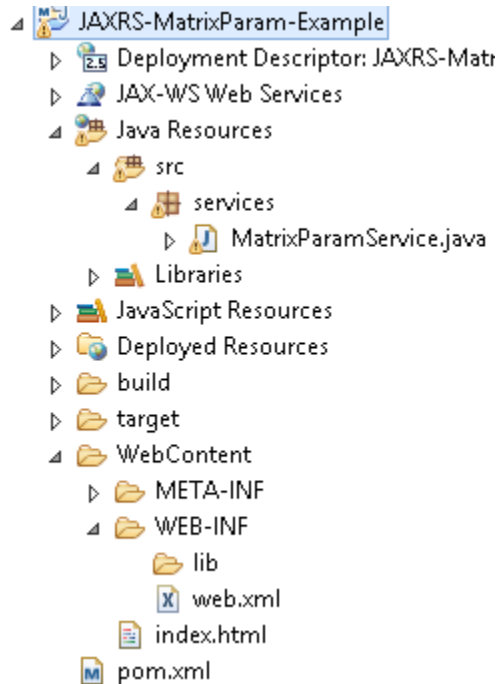 JAXRS-MatrixParam-Example
Deployment Descriptor: JAXRS-Matr
JAX-WS Web Services
Java Resources
src
services
MatrixParamService.java
Libraries
JavaScript Resources
Deployed Resources
build
target
WebContent
META-INF
WEB-INF
lib
web.xml
index.html
pom.xml